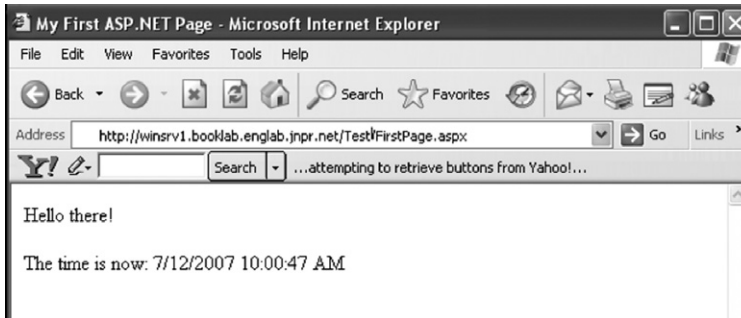 My First ASP.NET Page - Microsoft Internet Explorer
File Edit View Favorites Tools Help
Back Search Favorites
Address http://winsrv1.booklab.englab.jnpr.net/Test/FirstPage.aspx Go Links
Y! Search ...attempting to retrieve buttons from Yahoo!...
Hello there!
The time is now: 7/12/2007 10:00:47 AM